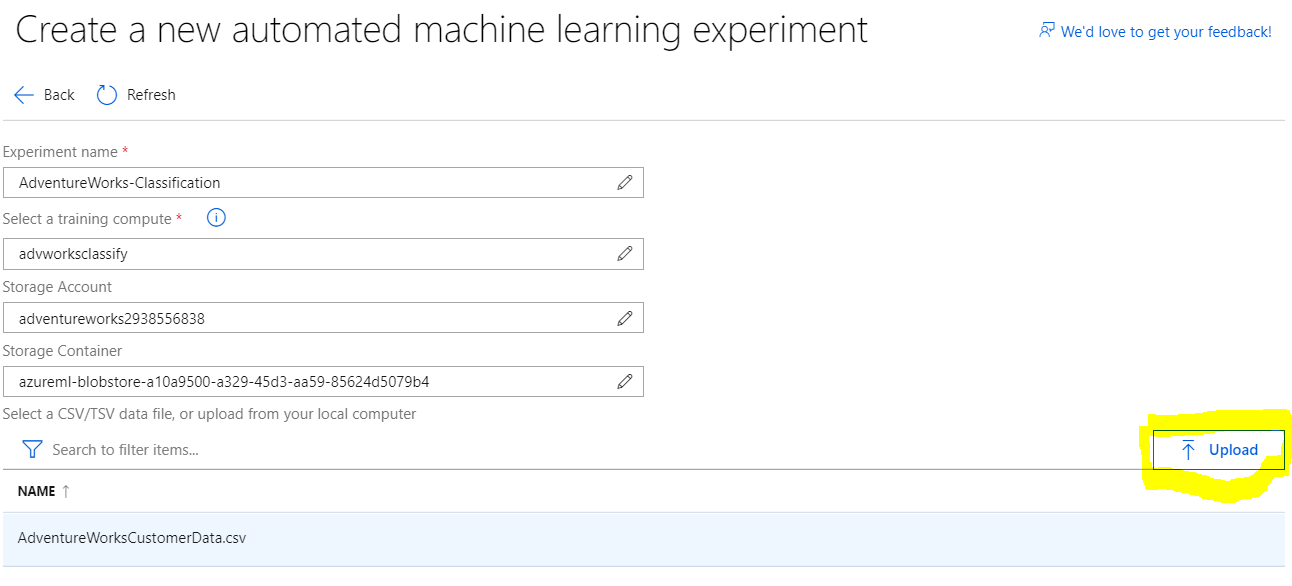 Create a new automated machine learning experiment
We'd love to get your feedback!
Back Refresh
Experiment name *
AdventureWorks-Classification
Select a training compute *
advworksclassify
Storage Account
adventureworks2938556838
Storage Container
azureml-blobstore-a10a9500-a329-45d3-aa59-85624d5079b4
Select a CSV/TSV data file, or upload from your local computer
Search to filter items...
Upload
NAME ↑
AdventureWorksCustomerData.csv